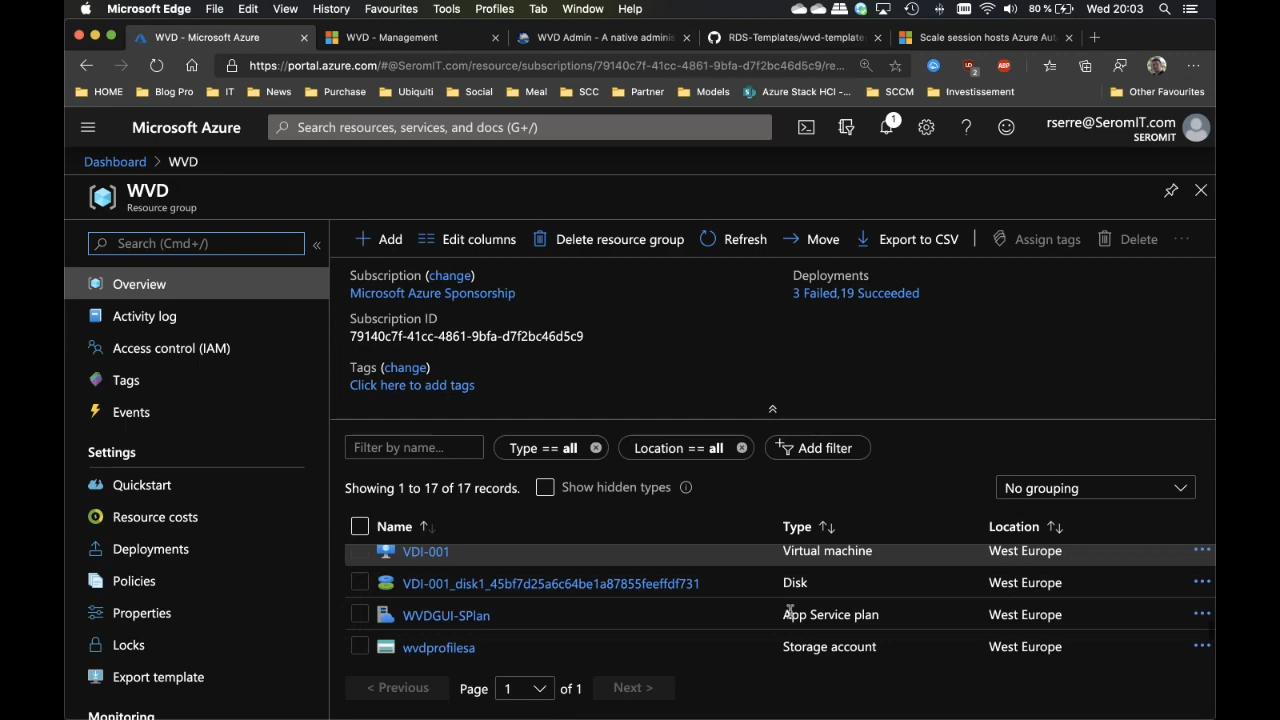 Microsoft Edge File Edit View History Favourites Tools Profiles Tab Window Help 80 % Wed 20:03
WVD - Microsoft Azure WVD - Management WVD Admin - A native adminis RDS-Templates/wvd-template Scale session hosts Azure Aut
https://portal.azure.com/#@SeromIT.com/resource/subscriptions/79140c7f-41cc-4861-9bfa-d7f2bc46d5c9/re...
HOME Blog Pro IT News Purchase Ubiquiti Social Meal SCC Partner Models Azure Stack HCI -... SCCM Investissement Other Favourites
Microsoft Azure Search resources, services, and docs (G+/) 1 rserre@SeromIT.com
SEROMIT
Dashboard > WVD
WVD
Resource group
Search (Cmd+/) «
Add Edit columns Delete resource group Refresh Move Export to CSV Assign tags Delete ...
Overview
Activity log
Access control (IAM)
Tags
Events
Settings
Quickstart
Resource costs
Deployments
Policies
Properties
Locks
Export template
Monitoring
Subscription (change)
Microsoft Azure Sponsorship
Deployments
3 Failed,19 Succeeded
Subscription ID
79140c7f-41cc-4861-9bfa-d7f2bc46d5c9
Tags (change)
Click here to add tags
Filter by name... Type == all Location == all Add filter
Showing 1 to 17 of 17 records. Show hidden types No grouping
Name Type Location
VDI-001 Virtual machine West Europe
VDI-001_disk1_45bf7d25a6c64be1a87855feeffdf731 Disk West Europe
WVDGUI-SPlan App Service plan West Europe
wvdprofilesa Storage account West Europe
< Previous Page 1 of 1 Next >